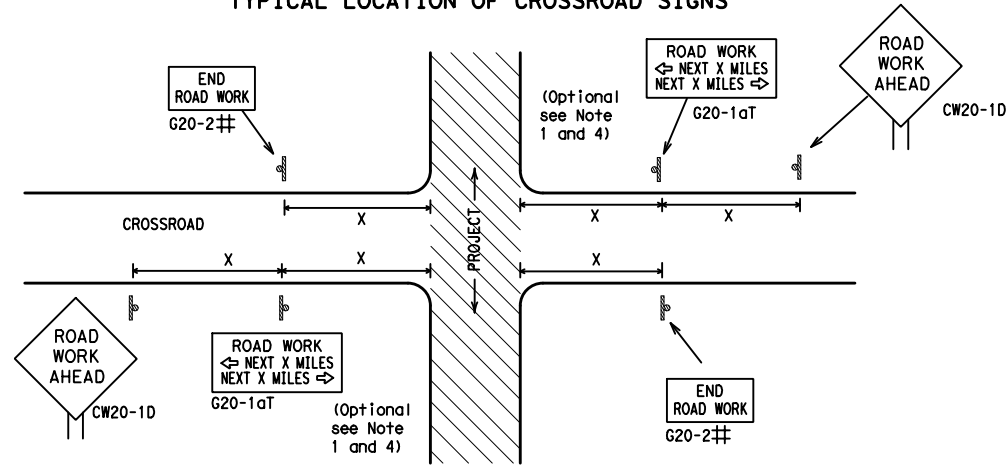 TYPICAL LOCATION OF CROSSROAD SIGNS
END
ROAD WORK
G20-2#
ROAD WORK
⇦ NEXT X MILES
NEXT X MILES ⇨
G20-1aT
(Optional
see Note
1 and 4)
ROAD
WORK
AHEAD
CW20-1D
X
X
X
CROSSROAD
PROJECT
X
X
X
ROAD
WORK
AHEAD
CW20-1D
ROAD WORK
⇦ NEXT X MILES
NEXT X MILES ⇨
G20-1aT
(Optional
see Note
1 and 4)
END
ROAD WORK
G20-2#